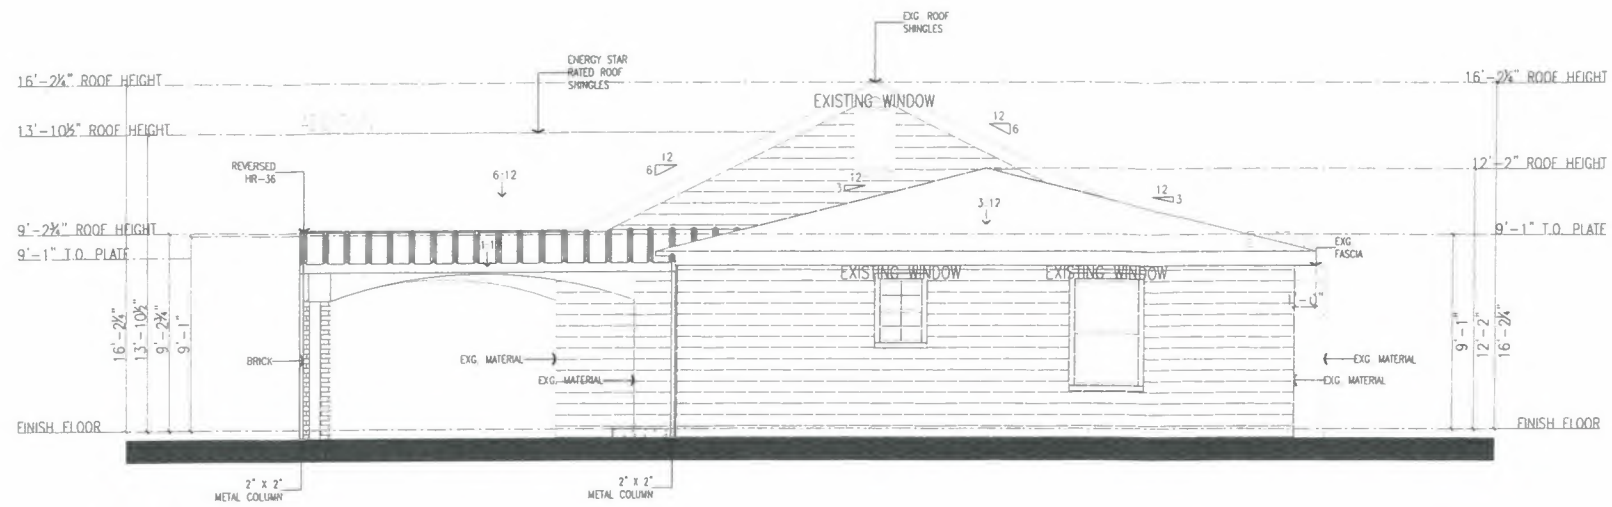 EXG ROOF
SHINGLES
ENERGY STAR
RATED ROOF
SHINGLES
16'-2¼" ROOF HEIGHT
16'-2¼" ROOF HEIGHT
EXISTING WINDOW
13'-10½" ROOF HEIGHT
12
6
REVERSED
HR-36
12
6
6:12
12
3
12'-2" ROOF HEIGHT
12
3
3:12
9'-2¾" ROOF HEIGHT
9'-1" T.O. PLATE
9'-1" T.O. PLATE
EXG
FASCIA
EXISTING WINDOW
EXISTING WINDOW
16'-2¼"
13'-10½"
9'-2¾"
9'-1"
9'-1"
12'-2"
16'-2¼"
BRICK
EXG. MATERIAL
EXG. MATERIAL
EXG MATERIAL
EXG. MATERIAL
FINISH FLOOR
FINISH FLOOR
2" X 2"
METAL COLUMN
2" X 2"
METAL COLUMN